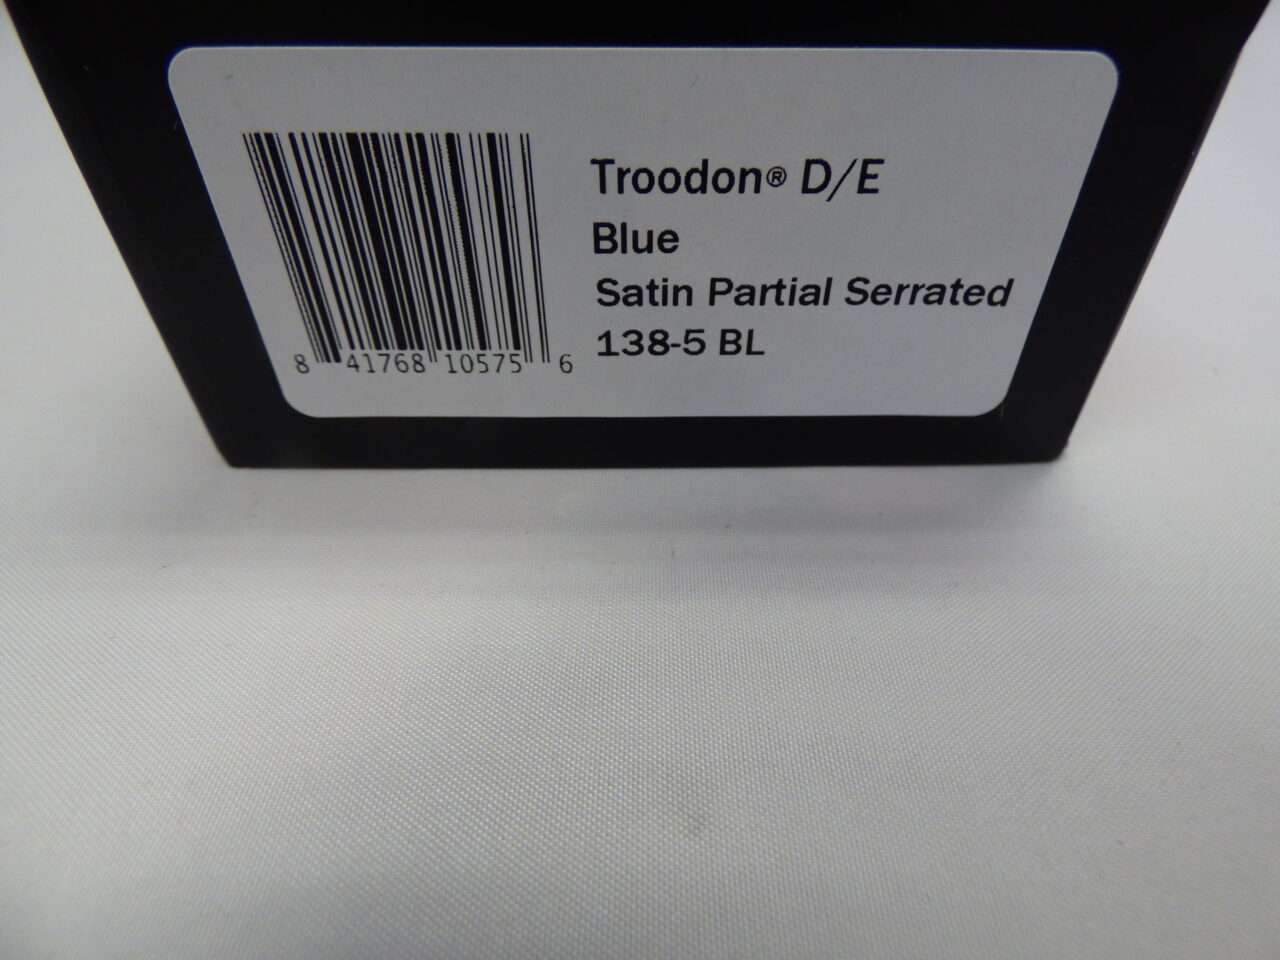 Troodon® D/E
Blue
Satin Partial Serrated
138-5 BL
8 41768 10575 6